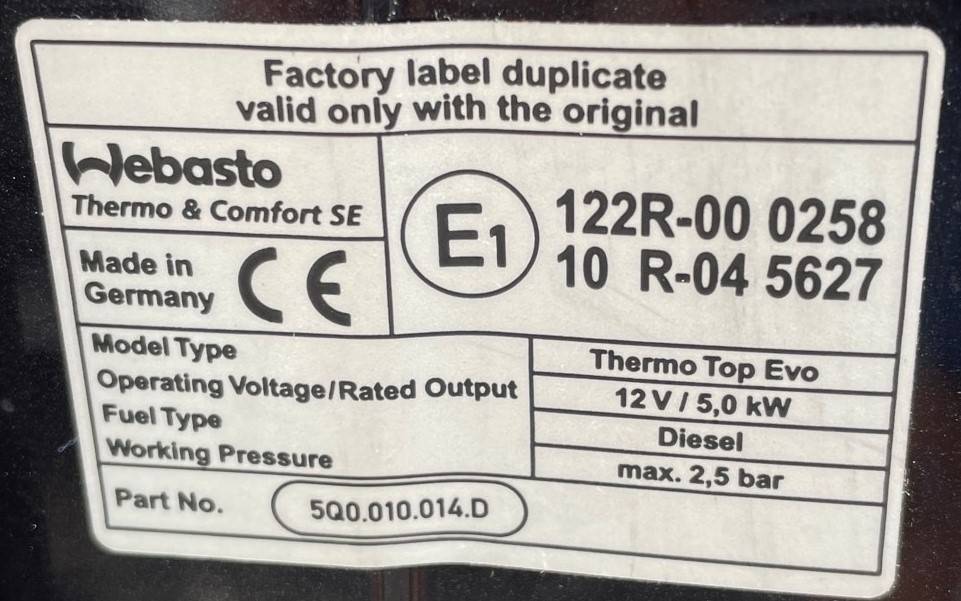 Factory label duplicate
valid only with the original
Webasto
Thermo & Comfort SE
Made in
Germany
CE
E1
122R-00 0258
10 R-04 5627
Model Type
Thermo Top Evo
Operating Voltage/Rated Output
12 V / 5,0 kW
Fuel Type
Diesel
Working Pressure
max. 2,5 bar
Part No.
5Q0.010.014.D